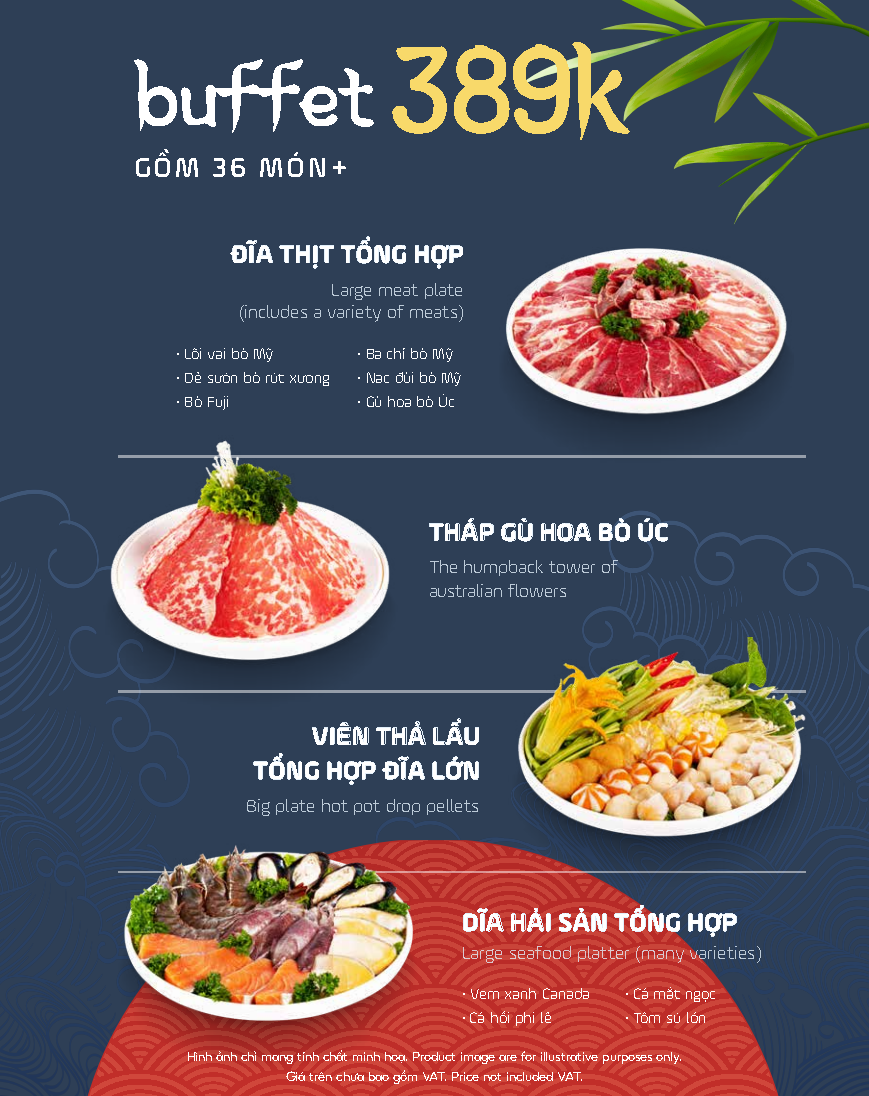 buffet 389k
GỒM 36 MÓN+
ĐĨA THỊT TỔNG HỢP
Large meat plate
(includes a variety of meats)
• Lõi vai bò Mỹ
• Ba chỉ bò Mỹ
• Dẻ sườn bò rút xương
• Nạc đùi bò Mỹ
• Bò Fuji
• Gù hoa bò Úc
THÁP GÙ HOA BÒ ÚC
The humpback tower of
australian flowers
VIÊN THẢ LẨU
TỔNG HỢP ĐĨA LỚN
Big plate hot pot drop pellets
DĨA HẢI SẢN TỔNG HỢP
Large seafood platter (many varieties)
• Vem xanh Canada
• Cá mắt ngọc
• Cá hồi phi lê
• Tôm sú lớn
Hình ảnh chỉ mang tính chất minh họa. Product image are for illustrative purposes only.
Giá trên chưa bao gồm VAT. Price not included VAT.